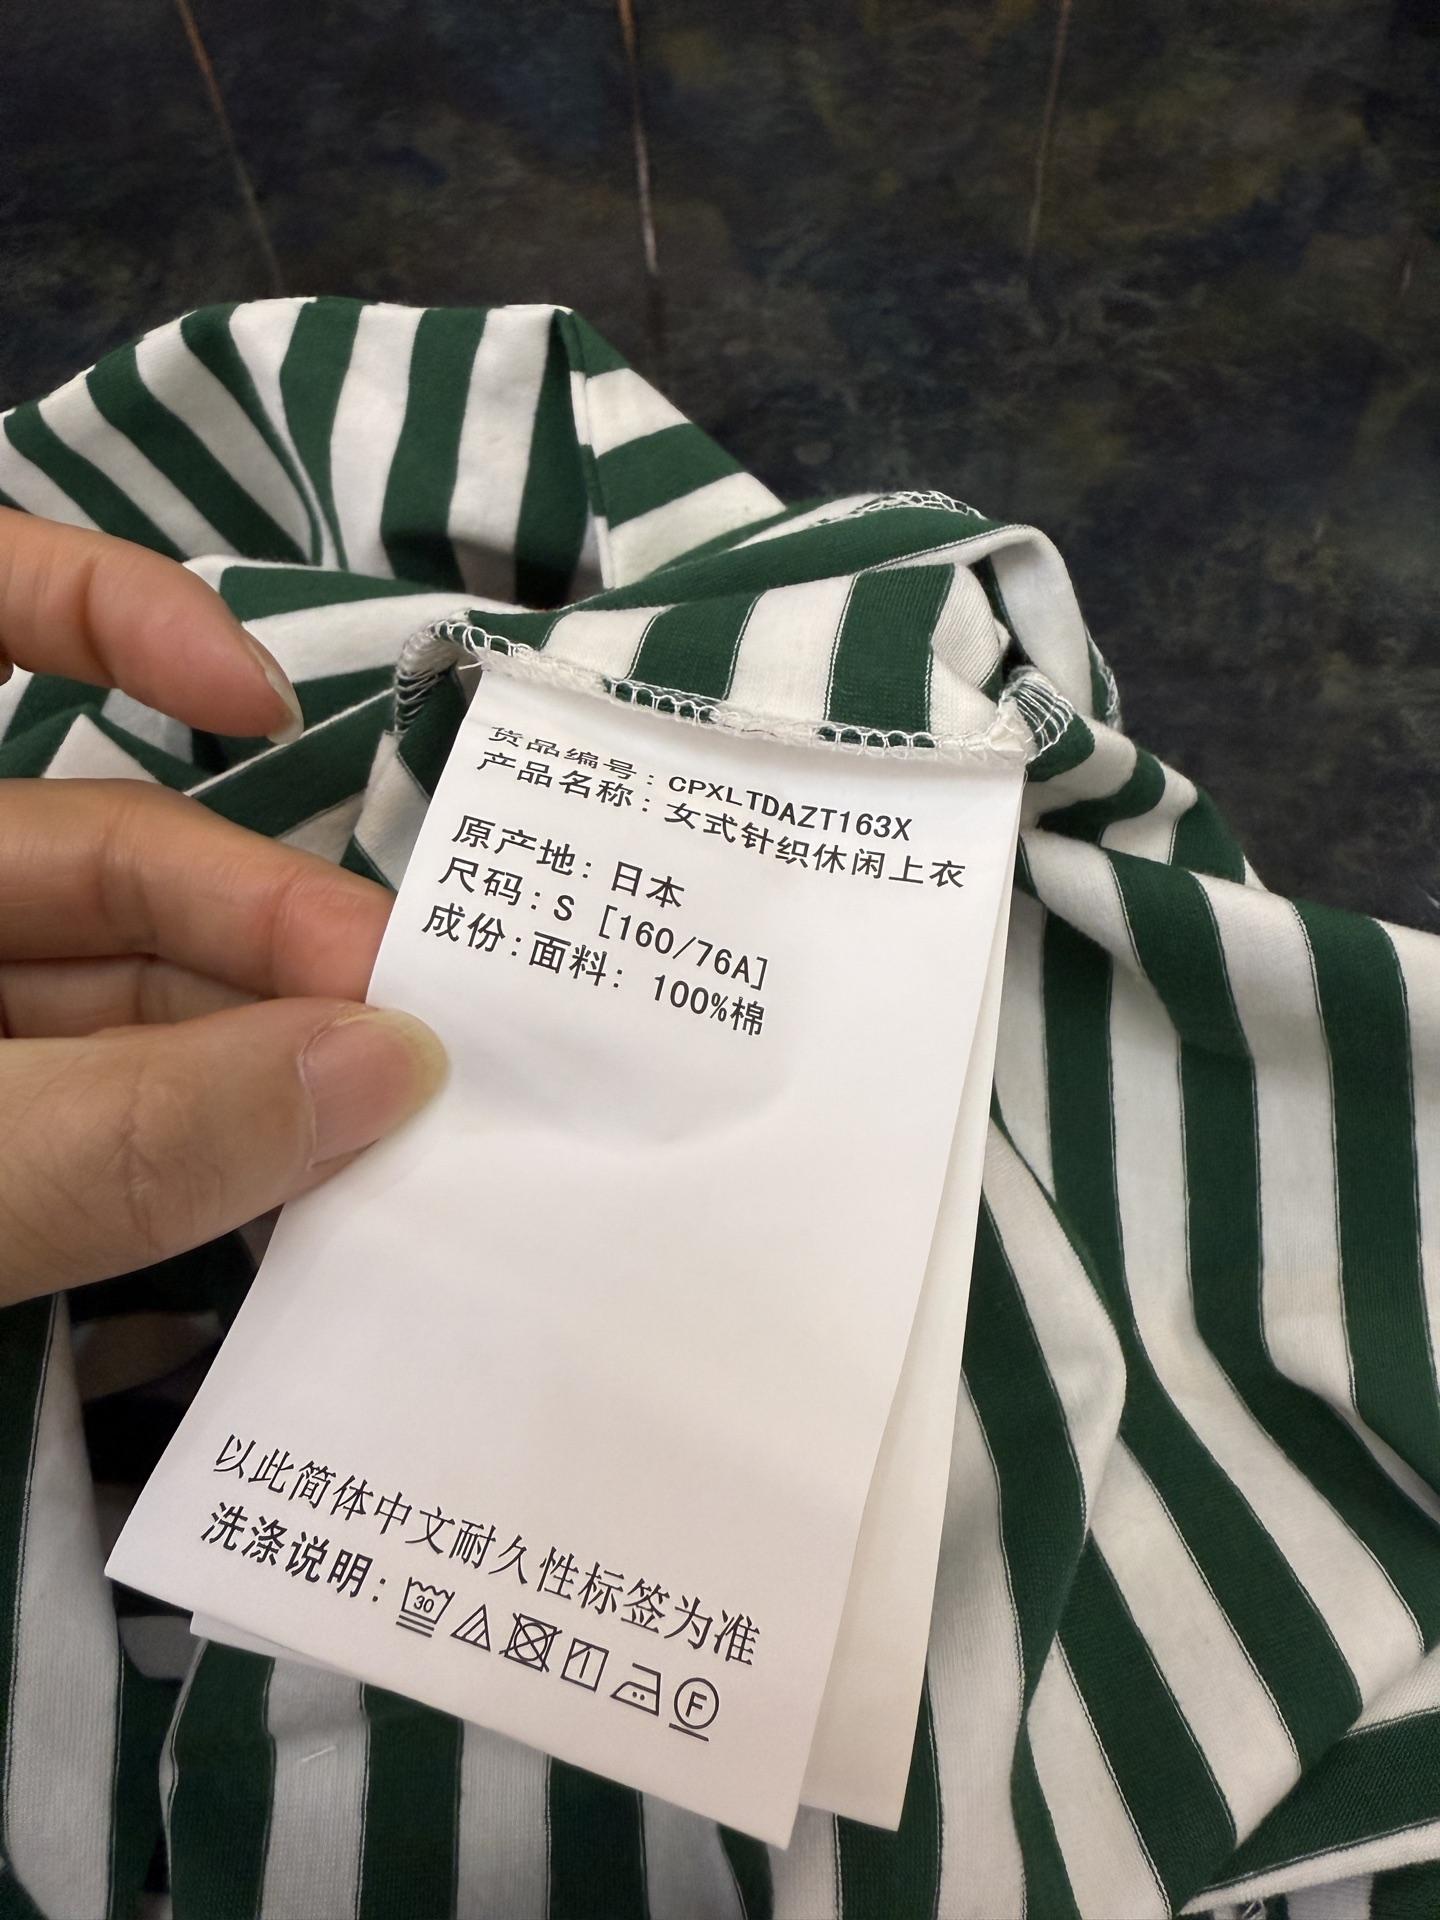 货品编号：CPXLTDAZT163X
产品名称：女式针织休闲上衣
原产地：日本
尺码：S [160/76A]
成份：面料：100%棉
以此简体中文耐久性标签为准
洗涤说明：
30
F